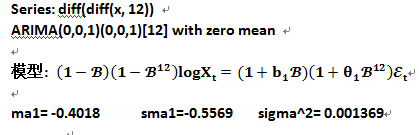 Series: diff(diff(x, 12))
ARIMA(0,0,1)(0,0,1)[12] with zero mean
模型: (1 − ℬ)(1 − ℬ¹²)logXₜ = (1 + b₁ℬ)(1 + θ₁ℬ¹²)ℰₜ
ma1= -0.4018 sma1=-0.5569 sigma^2= 0.001369